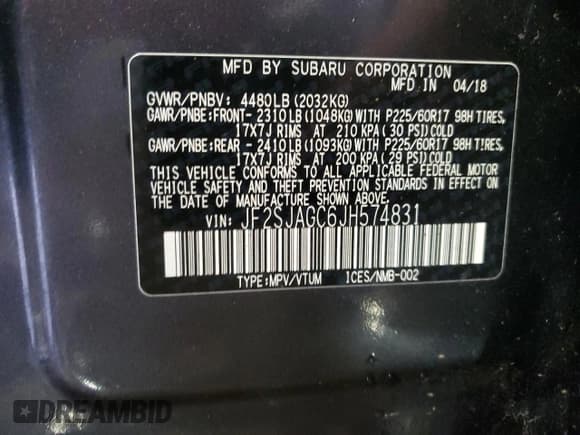 MFD BY SUBARU CORPORATION
MFD IN 04/18
GVWR/PNBV: 4480LB(2032KG)
GAWR/PNBE:FRONT- 2310LB(1048KG)WITH P225/60R17 98H TIRES,
17X7J RIMS AT 210 KPA(30 PSI)COLD
GAWR/PNBE:REAR - 2410LB(1093KG)WITH P225/60R17 98H TIRES,
17X7J RIMS AT 200 KPA(29 PSI)COLD
THIS VEHICLE CONFORMS TO ALL APPLICABLE FEDERAL MOTOR
VEHICLE SAFETY AND THEFT PREVENTION STANDARDS IN EFFECT ON
THE DATE OF MANUFACTURE SHOWN ABOVE.
VIN: JF2SJAGC6JH574831
TYPE:MPV/VTUM ICES/NMB-002
DREAMBID